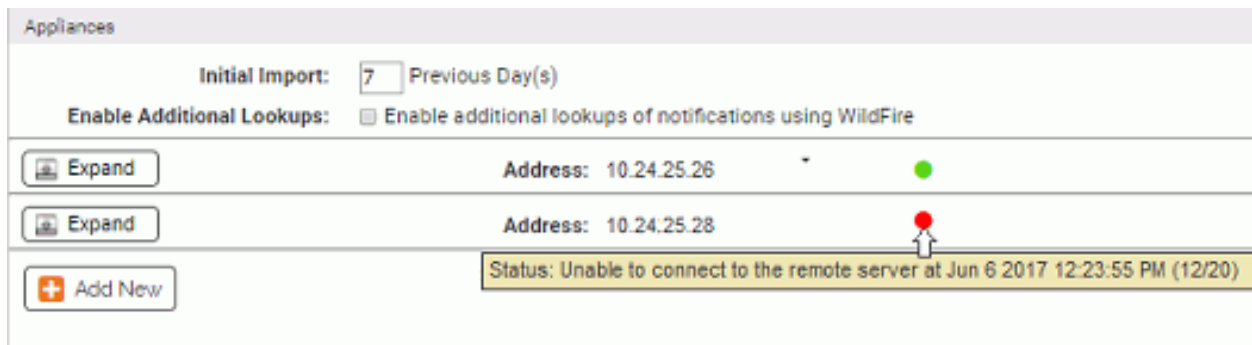 Appliances
Initial Import: 7 Previous Day(s)
Enable Additional Lookups: Enable additional lookups of notifications using WildFire
Expand Address: 10.24.25.26
Expand Address: 10.24.25.28
Status: Unable to connect to the remote server at Jun 6 2017 12:23:55 PM (12/20)
Add New